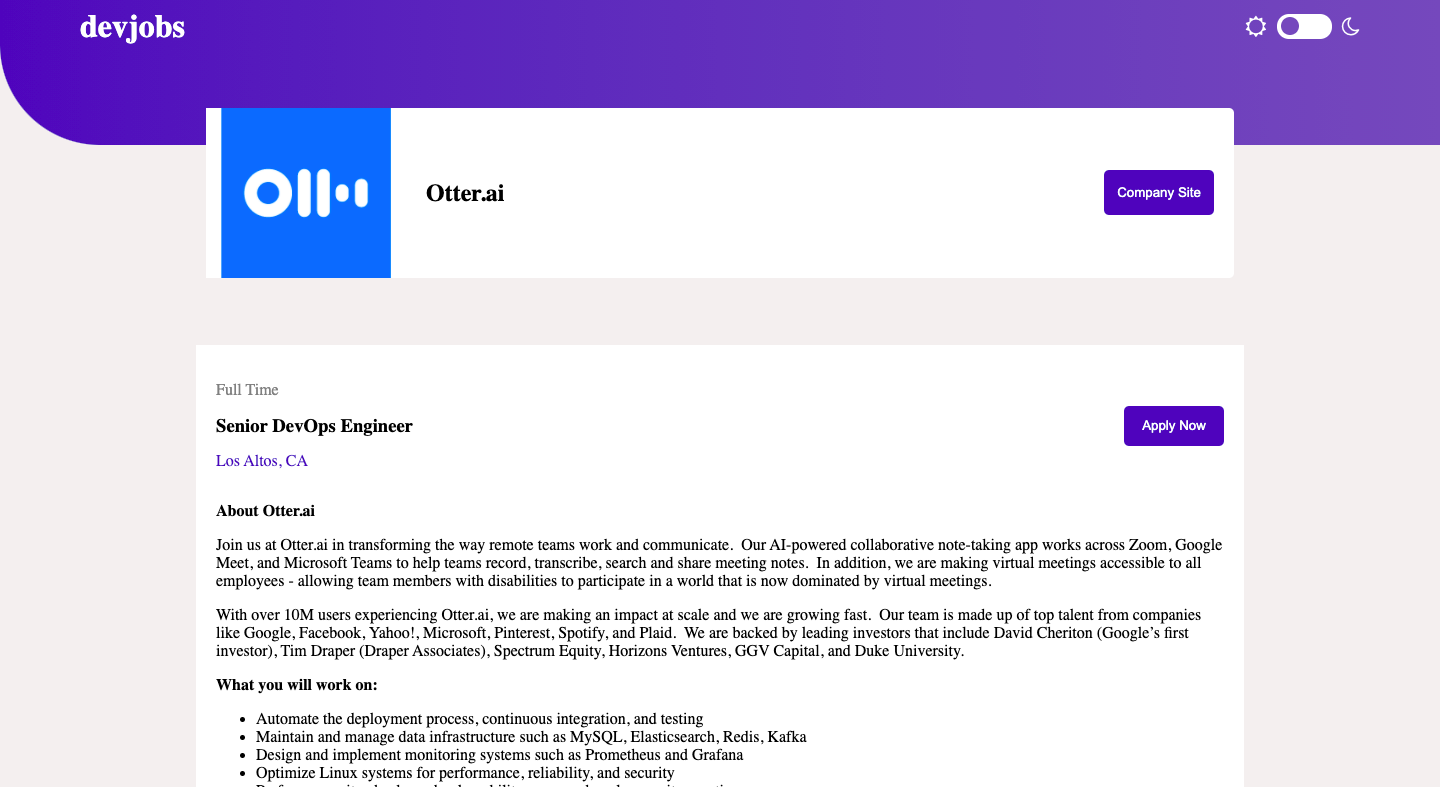 devjobs
Otter.ai
Company Site
Full Time
Senior DevOps Engineer
Apply Now
Los Altos, CA
About Otter.ai
Join us at Otter.ai in transforming the way remote teams work and communicate.  Our AI-powered collaborative note-taking app works across Zoom, Google
Meet, and Microsoft Teams to help teams record, transcribe, search and share meeting notes.  In addition, we are making virtual meetings accessible to all
employees - allowing team members with disabilities to participate in a world that is now dominated by virtual meetings.
With over 10M users experiencing Otter.ai, we are making an impact at scale and we are growing fast.  Our team is made up of top talent from companies
like Google, Facebook, Yahoo!, Microsoft, Pinterest, Spotify, and Plaid.  We are backed by leading investors that include David Cheriton (Google’s first
investor), Tim Draper (Draper Associates), Spectrum Equity, Horizons Ventures, GGV Capital, and Duke University.
What you will work on:
• Automate the deployment process, continuous integration, and testing
• Maintain and manage data infrastructure such as MySQL, Elasticsearch, Redis, Kafka
• Design and implement monitoring systems such as Prometheus and Grafana
• Optimize Linux systems for performance, reliability, and security